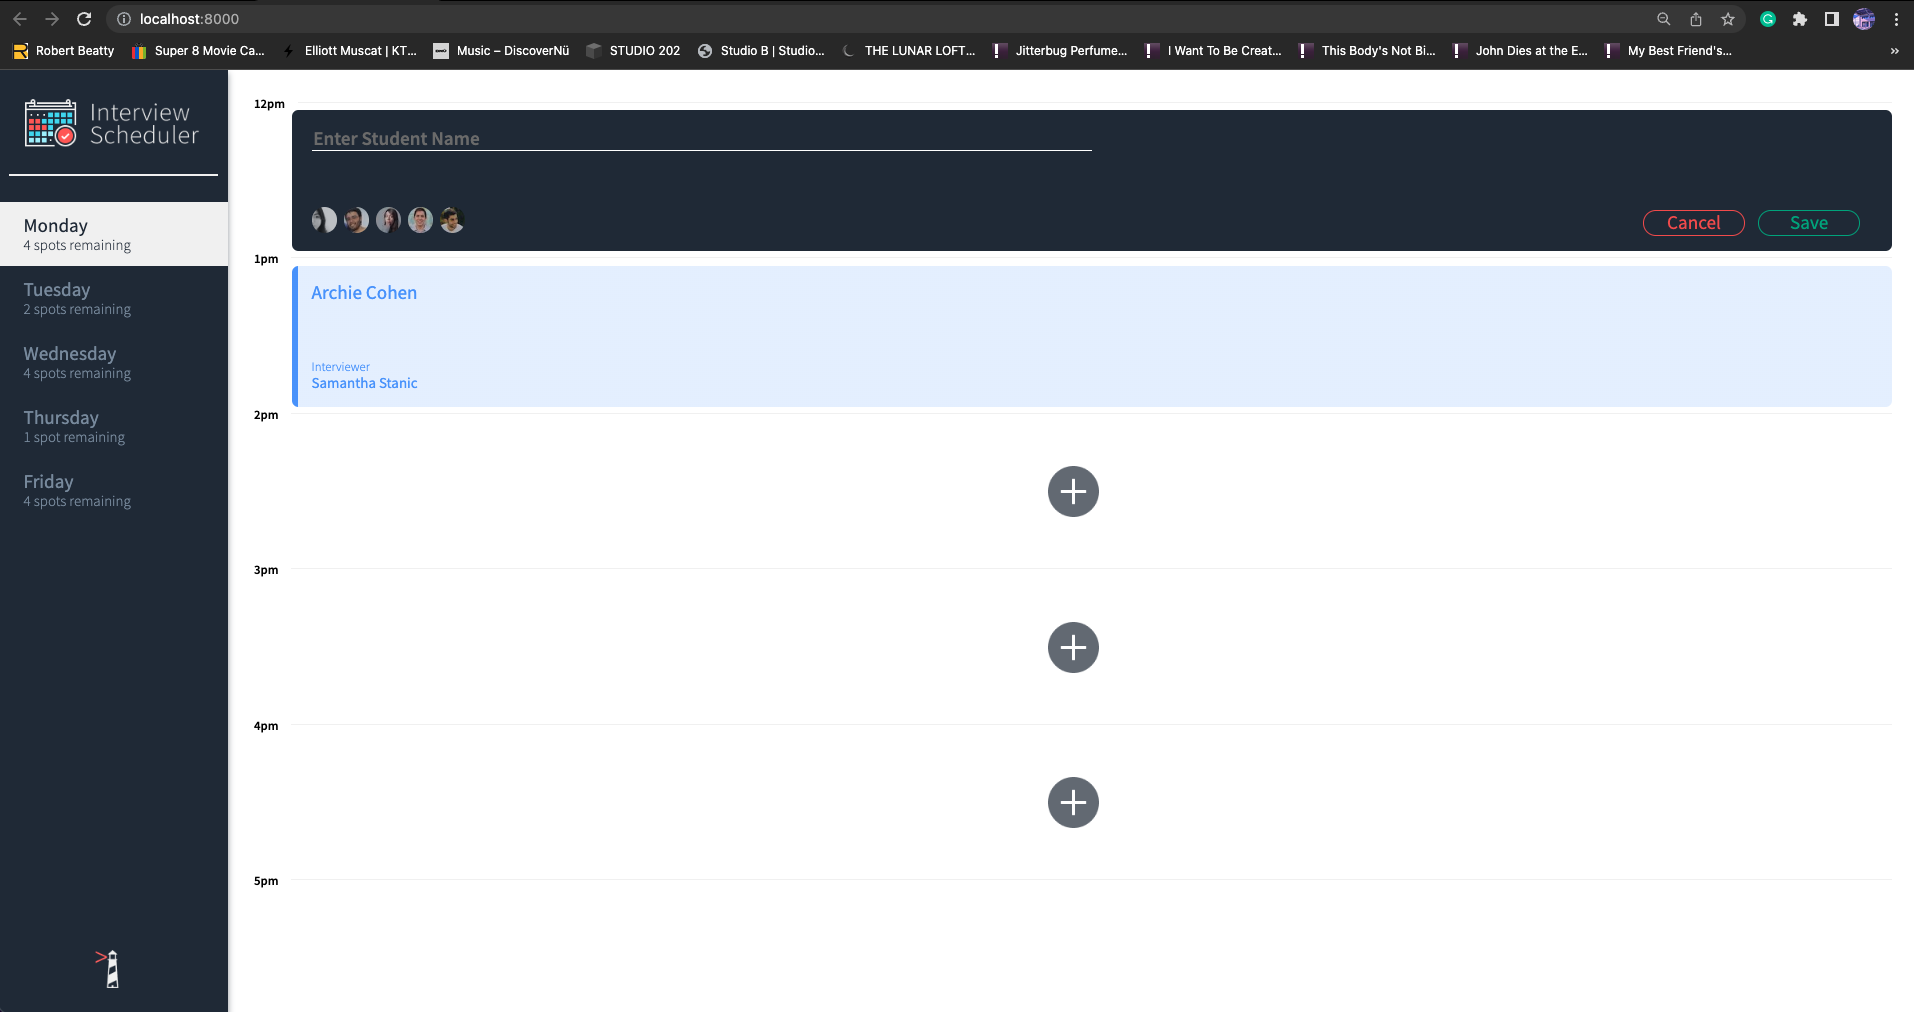 localhost:8000
Robert Beatty
Super 8 Movie Ca...
Elliott Muscat | KT...
Music – DiscoverNü
STUDIO 202
Studio B | Studio...
THE LUNAR LOFT...
Jitterbug Perfume...
I Want To Be Creat...
This Body's Not Bi...
John Dies at the E...
My Best Friend's...
»
Interview
Scheduler
Monday
4 spots remaining
Tuesday
2 spots remaining
Wednesday
4 spots remaining
Thursday
1 spot remaining
Friday
4 spots remaining
12pm
Enter Student Name
Cancel
Save
1pm
Archie Cohen
Interviewer
Samantha Stanic
2pm
3pm
4pm
5pm